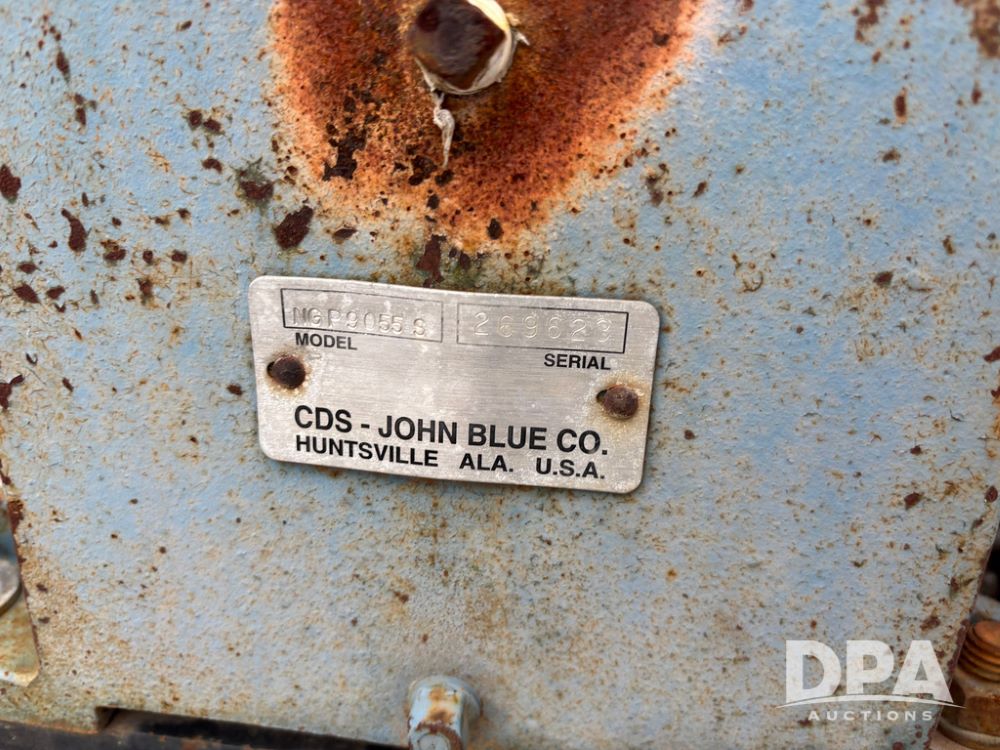 NGP9055S 269623
MODEL SERIAL
CDS - JOHN BLUE CO.
HUNTSVILLE ALA. U.S.A.
DPA
AUCTIONS